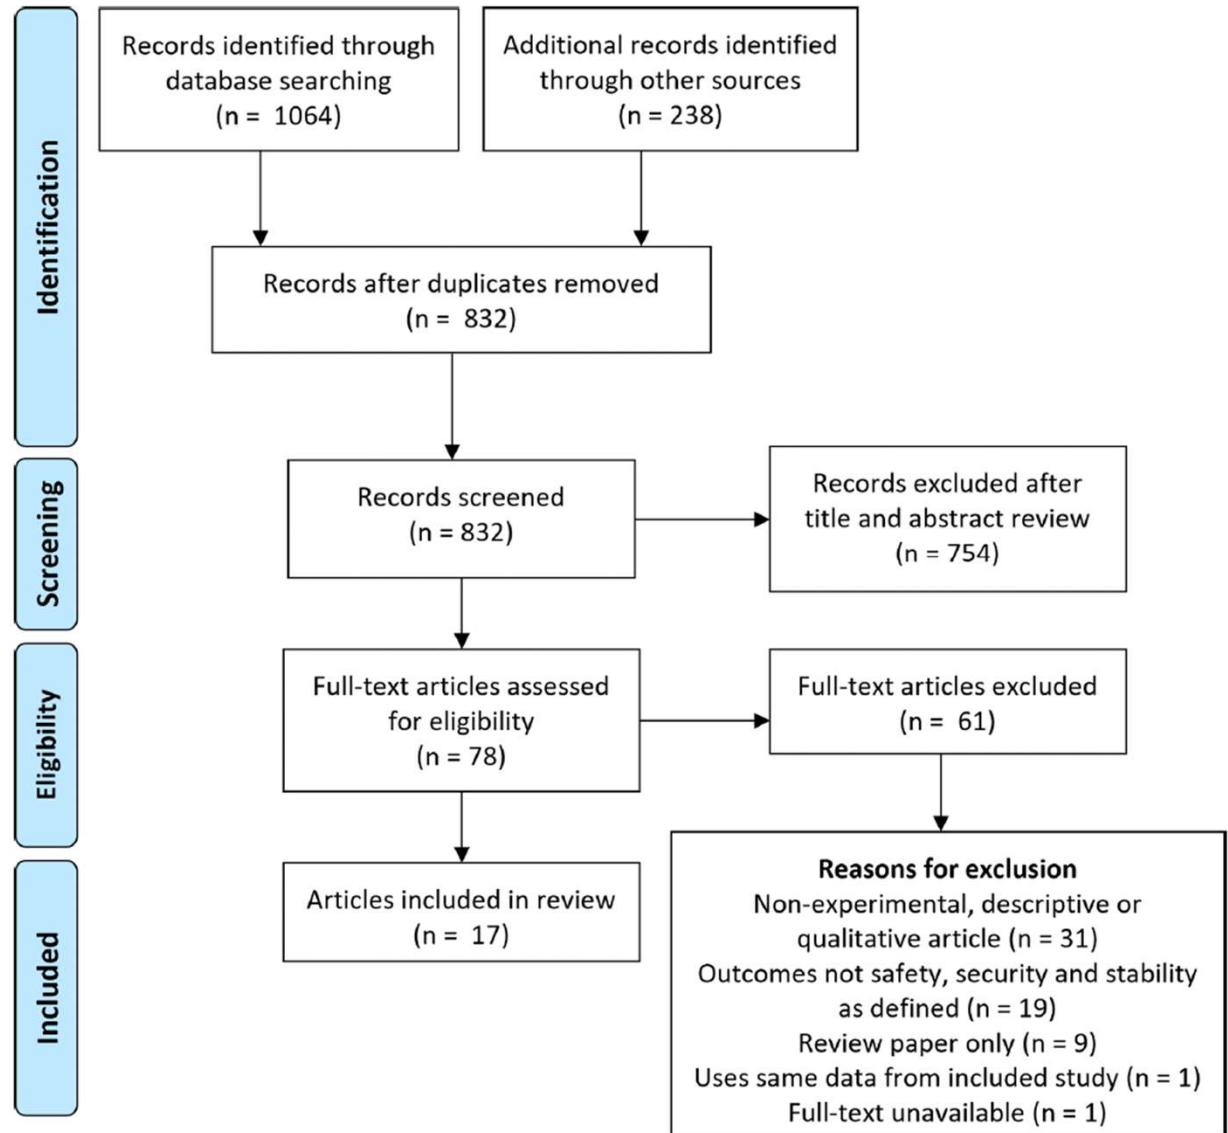 Identification
Records identified through
database searching
(n =  1064)
Additional records identified
through other sources
(n = 238)
Records after duplicates removed
(n =  832)
Screening
Records screened
(n = 832)
Records excluded after
title and abstract review
(n = 754)
Eligibility
Full-text articles assessed
for eligibility
(n = 78)
Full-text articles excluded
(n =  61)
Included
Articles included in review
(n =  17)
Reasons for exclusion
Non-experimental, descriptive or
qualitative article (n = 31)
Outcomes not safety, security and stability
as defined (n = 19)
Review paper only (n = 9)
Uses same data from included study (n = 1)
Full-text unavailable (n = 1)